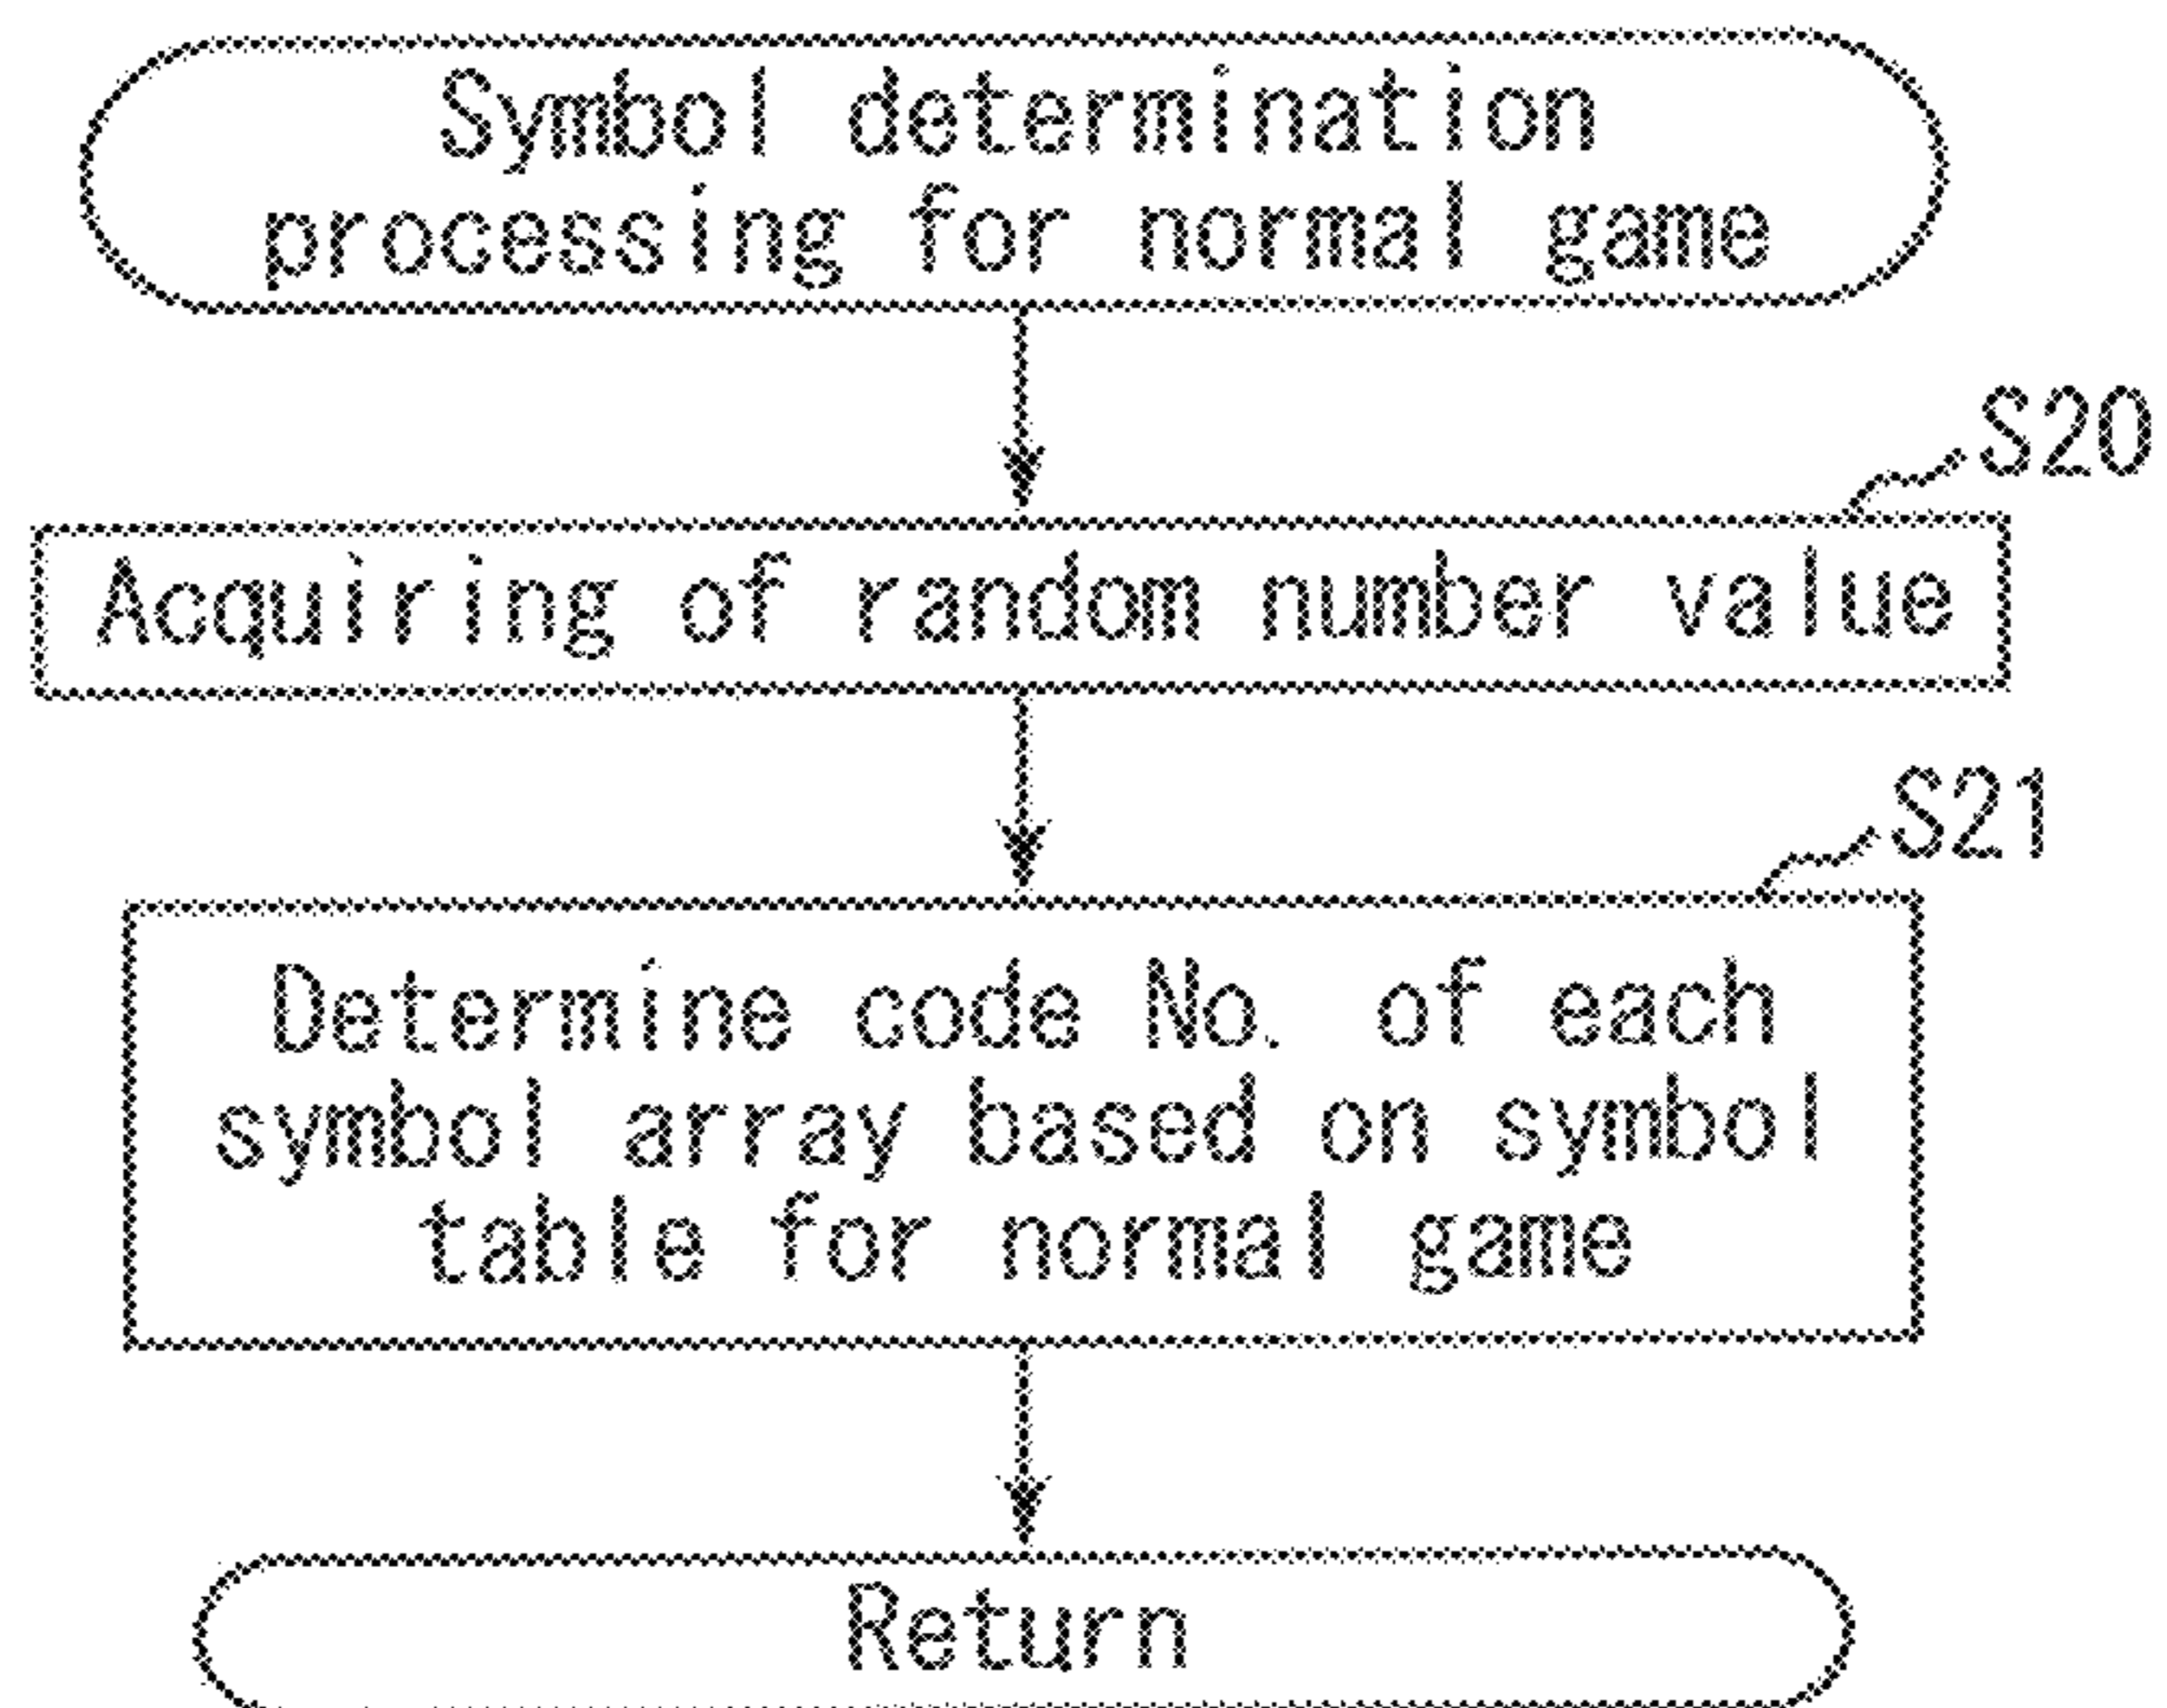 Symbol determination
processing for normal game
S20
Acquiring of random number value
S21
Determine code No. of each
symbol array based on symbol
table for normal game
Return